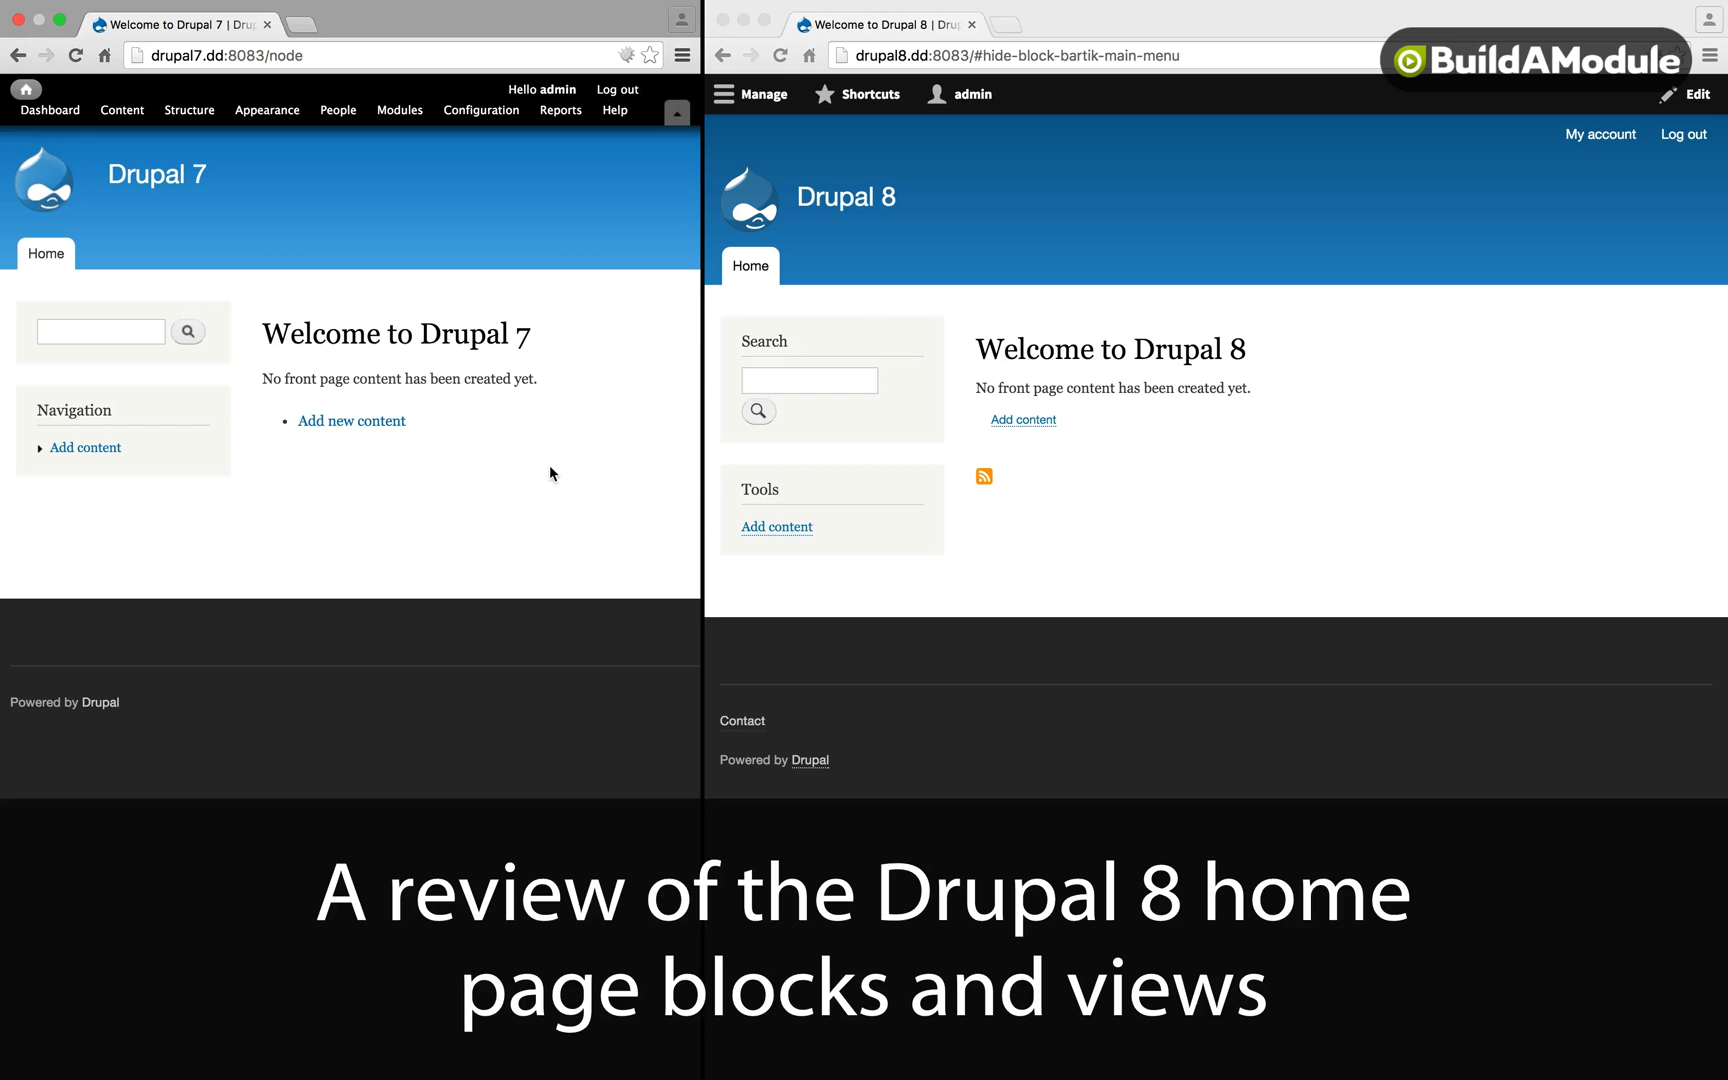 Welcome to Drupal 7 | Dru
drupal7.dd:8083/node
Hello admin Log out
Dashboard Content Structure Appearance People Modules Configuration Reports Help
Drupal 7
Home
Welcome to Drupal 7
No front page content has been created yet.
Add new content
Navigation
Add content
Powered by Drupal
Welcome to Drupal 8 | Dru
drupal8.dd:8083/#hide-block-bartik-main-menu
BuildAModule
Manage Shortcuts admin Edit
My account Log out
Drupal 8
Home
Search
Welcome to Drupal 8
No front page content has been created yet.
Add content
Tools
Add content
Contact
Powered by Drupal
A review of the Drupal 8 home
page blocks and views